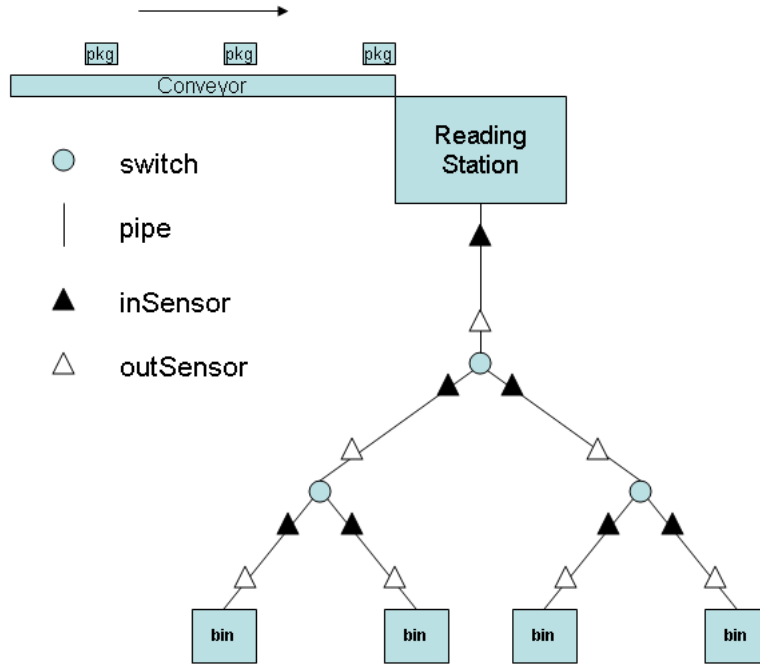 pkg pkg pkg
Conveyor
Reading
Station
switch
pipe
inSensor
outSensor
bin bin bin bin